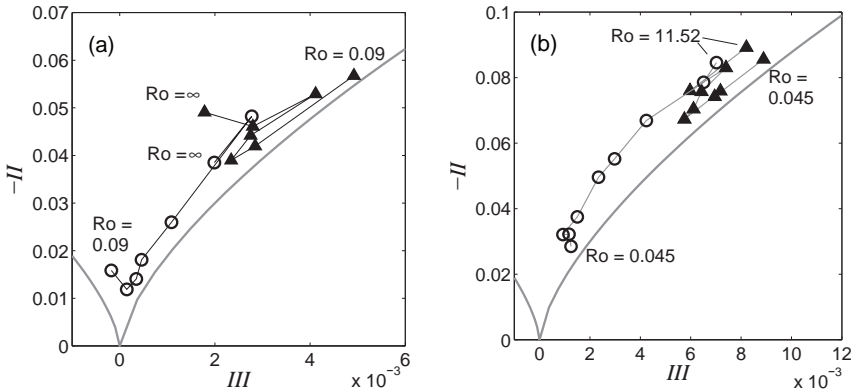 (a)
0.07
0.06
0.05
0.04
0.03
0.02
0.01
0
−II
Ro = 0.09
Ro = ∞
Ro = ∞
Ro =
0.09
0
2
4
6
III
x 10⁻³
(b)
0.1
0.08
0.06
0.04
0.02
0
−II
Ro = 11.52
Ro =
0.045
Ro = 0.045
0
2
4
6
8
10
12
III
x 10⁻³